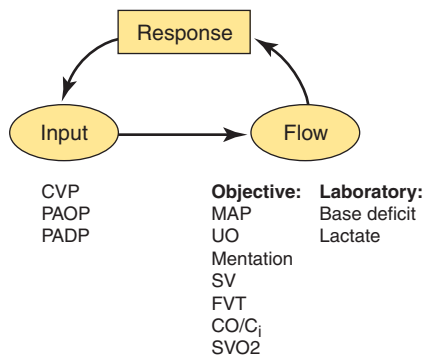 Response
Input
Flow
CVP
PAOP
PADP
Objective:
MAP
UO
Mentation
SV
FVT
CO/Ci
SVO2
Laboratory:
Base deficit
Lactate